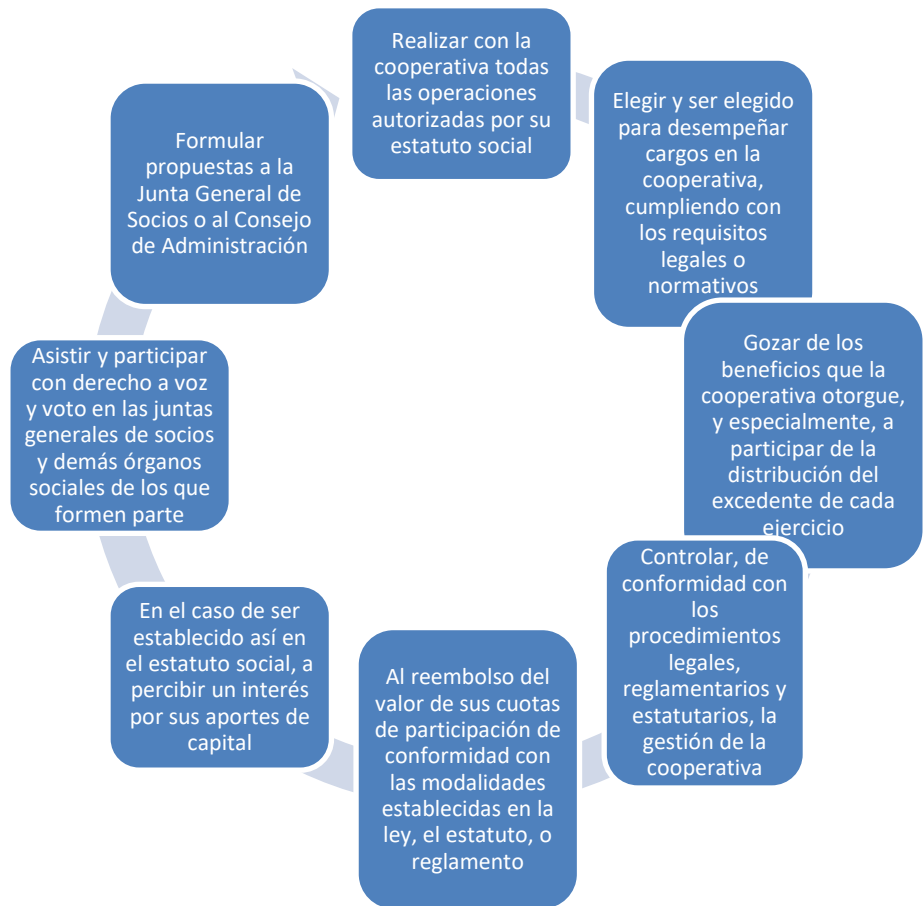 Realizar con la
cooperativa todas
las operaciones
autorizadas por su
estatuto social
Elegir y ser elegido
para desempeñar
cargos en la
cooperativa,
cumpliendo con
los requisitos
legales o
normativos
Gozar de los
beneficios que la
cooperativa otorgue,
y especialmente, a
participar de la
distribución del
excedente de cada
ejercicio
Controlar, de
conformidad con
los
procedimientos
legales,
reglamentarios y
estatutarios, la
gestión de la
cooperativa
Al reembolso del
valor de sus cuotas
de participación de
conformidad con
las modalidades
establecidas en la
ley, el estatuto, o
reglamento
En el caso de ser
establecido así en
el estatuto social, a
percibir un interés
por sus aportes de
capital
Asistir y participar
con derecho a voz
y voto en las juntas
generales de socios
y demás órganos
sociales de los que
formen parte
Formular
propuestas a la
Junta General de
Socios o al Consejo
de Administración